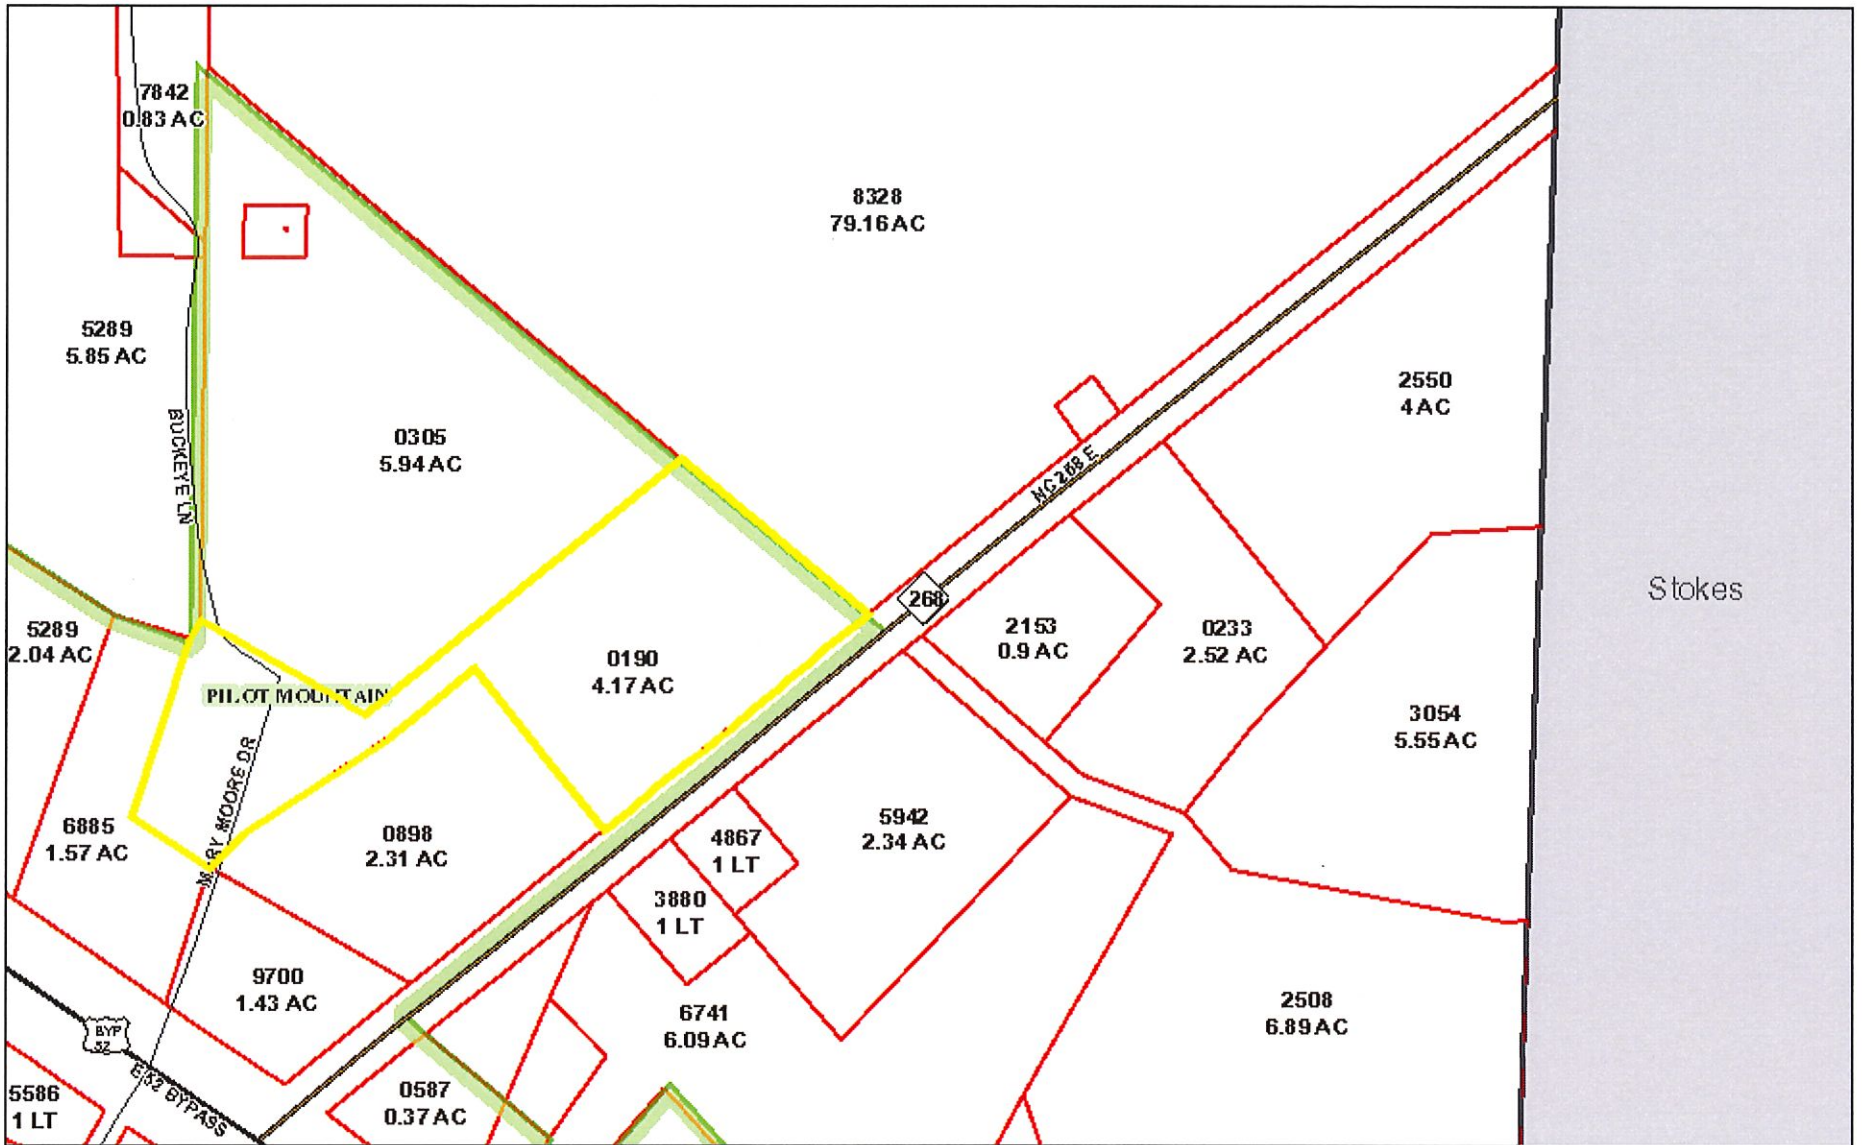 7842
0.83 AC
8328
79.16 AC
5289
5.85 AC
2550
4 AC
BUCKEYE LN
0305
5.94 AC
NC 268 E
268
Stokes
5289
2.04 AC
0190
4.17 AC
2153
0.9 AC
0233
2.52 AC
PILOT MOUNTAIN
3054
5.55 AC
MARY MOORE DR
6885
1.57 AC
0898
2.31 AC
4867
1 LT
5942
2.34 AC
3880
1 LT
9700
1.43 AC
6741
6.09 AC
2508
6.89 AC
BYP
52
E 52 BYPASS
5586
1 LT
0587
0.37 AC